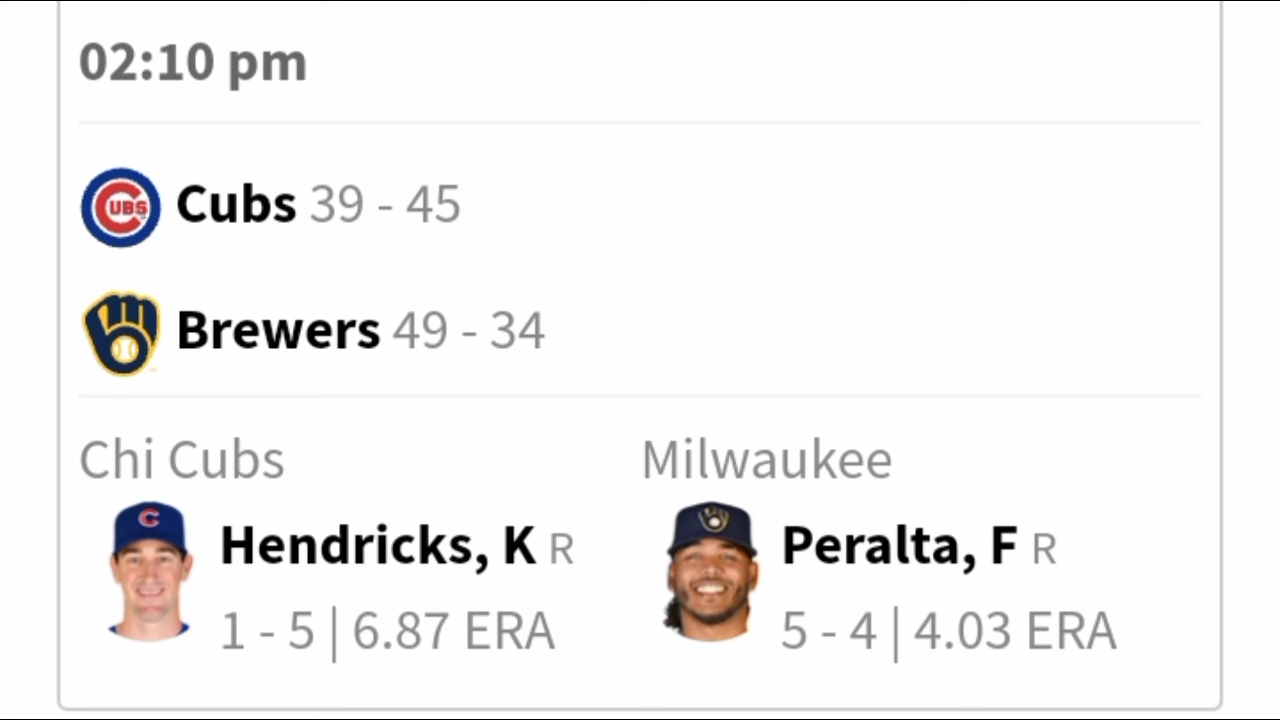 02:10 pm
UBS
Cubs 39 - 45
Brewers 49 - 34
Chi Cubs
Milwaukee
Hendricks, K R
Peralta, F R
1 - 5 | 6.87 ERA
5 - 4 | 4.03 ERA